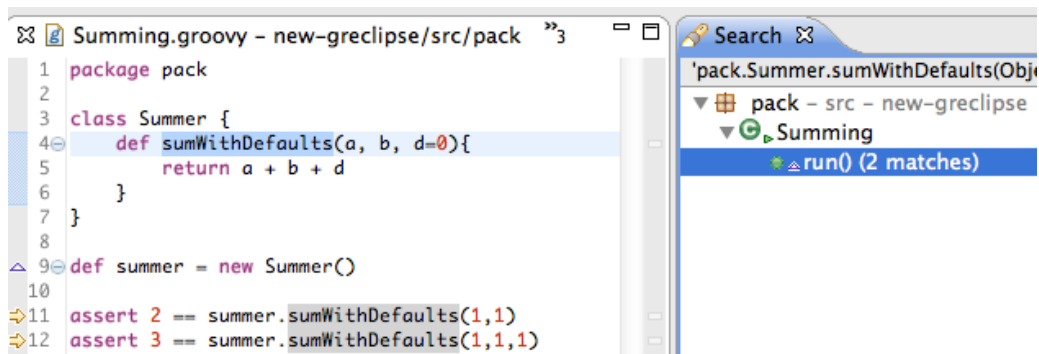 Summing.groovy – new-greclipse/src/pack »3
1 package pack
2
3 class Summer {
4 def sumWithDefaults(a, b, d=0){
5 return a + b + d
6 }
7 }
8
9 def summer = new Summer()
10
11 assert 2 == summer.sumWithDefaults(1,1)
12 assert 3 == summer.sumWithDefaults(1,1,1)
Search
'pack.Summer.sumWithDefaults(Obje
pack – src – new-greclipse
Summing
run() (2 matches)